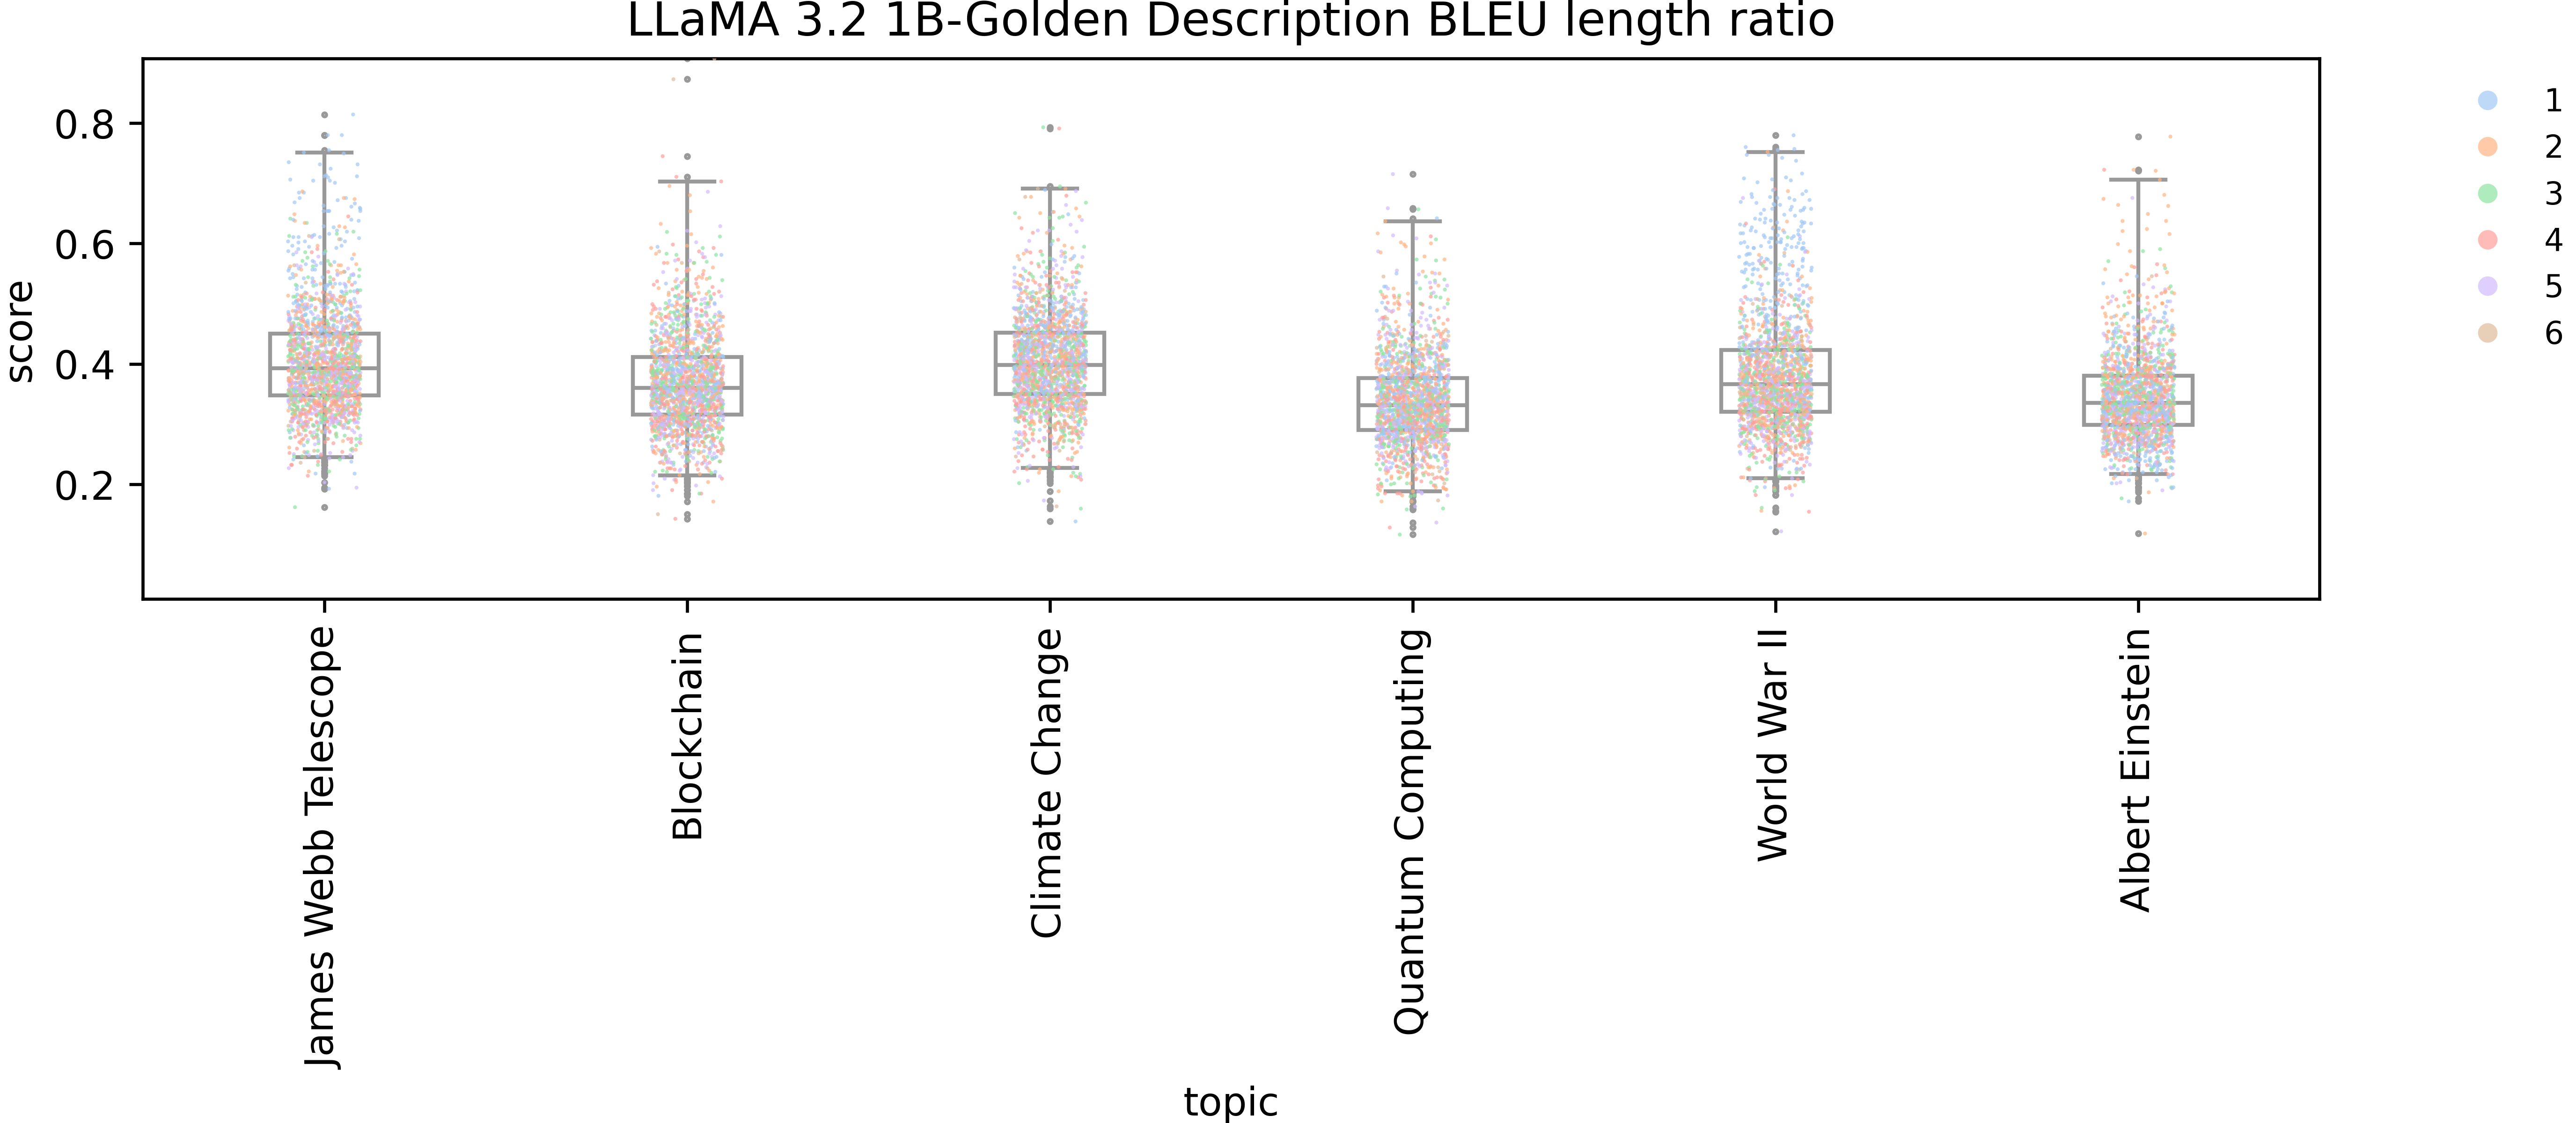 LLaMA 3.2 1B-Golden Description BLEU length ratio
score
0.8
0.6
0.4
0.2
James Webb Telescope
Blockchain
Climate Change
Quantum Computing
World War II
Albert Einstein
topic
1
2
3
4
5
6